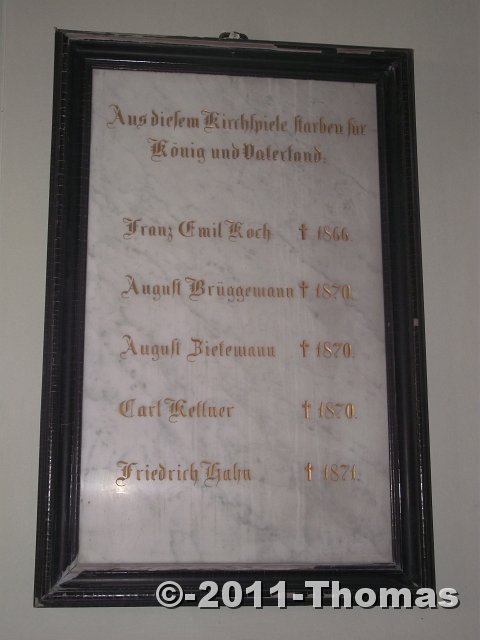 Aus diesem Kirchspiele starben für
König und Vaterland:
Franz Emil Koch † 1866.
August Brüggemann † 1870.
August Zietemann † 1870.
Carl Kettner † 1870.
Friedrich Hahn † 1871.
©-2011-Thomas